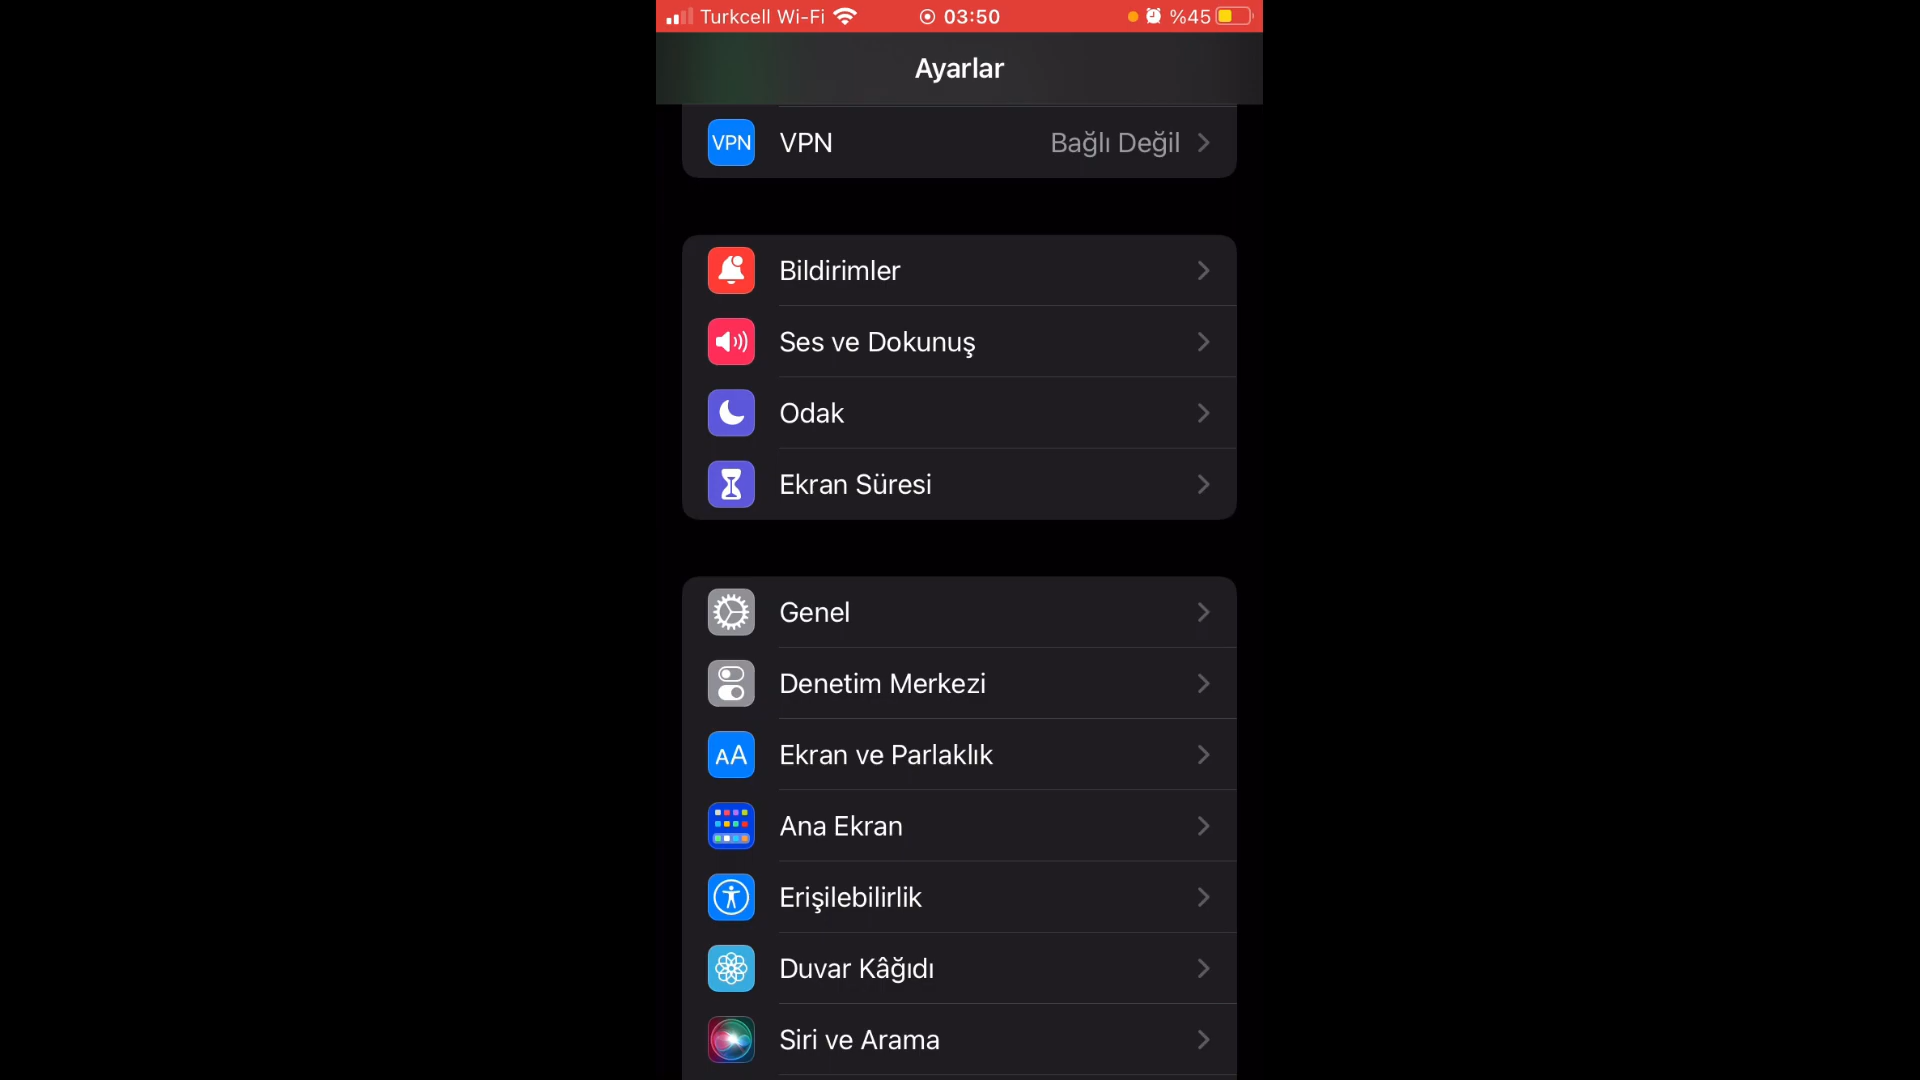 Turkcell Wi-Fi 03:50 %45
Ayarlar
VPN VPN Bağlı Değil
Bildirimler
Ses ve Dokunuş
Odak
Ekran Süresi
Genel
Denetim Merkezi
AA Ekran ve Parlaklık
Ana Ekran
Erişilebilirlik
Duvar Kâğıdı
Siri ve Arama